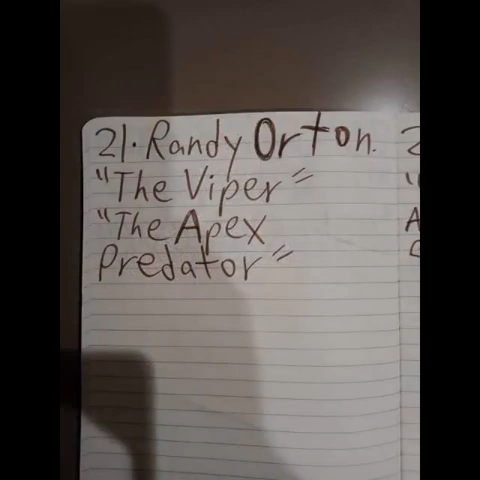 21. Randy Orton.
"The Viper"
"The Apex
Predator"